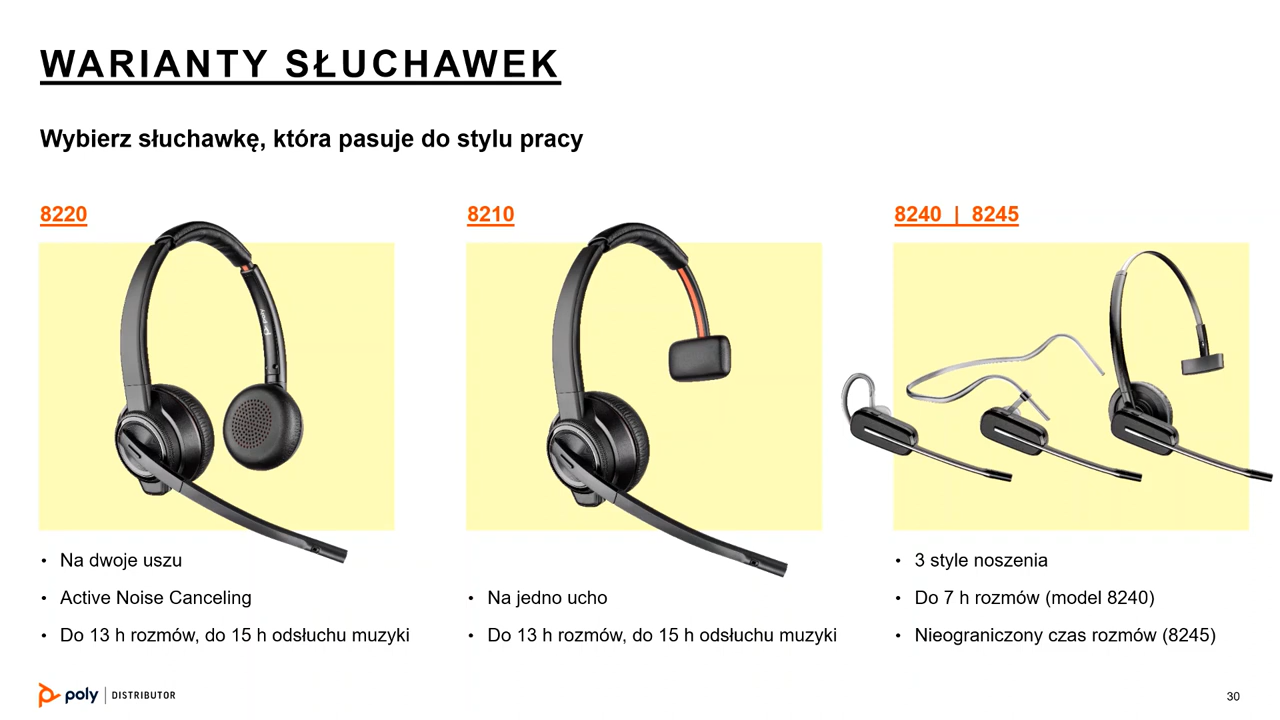 WARIANTY SŁUCHAWEK
Wybierz słuchawkę, która pasuje do stylu pracy
8220
• Na dwoje uszu
• Active Noise Canceling
• Do 13 h rozmów, do 15 h odsłuchu muzyki
8210
• Na jedno ucho
• Do 13 h rozmów, do 15 h odsłuchu muzyki
8240 | 8245
• 3 style noszenia
• Do 7 h rozmów (model 8240)
• Nieograniczony czas rozmów (8245)
poly | DISTRIBUTOR
30